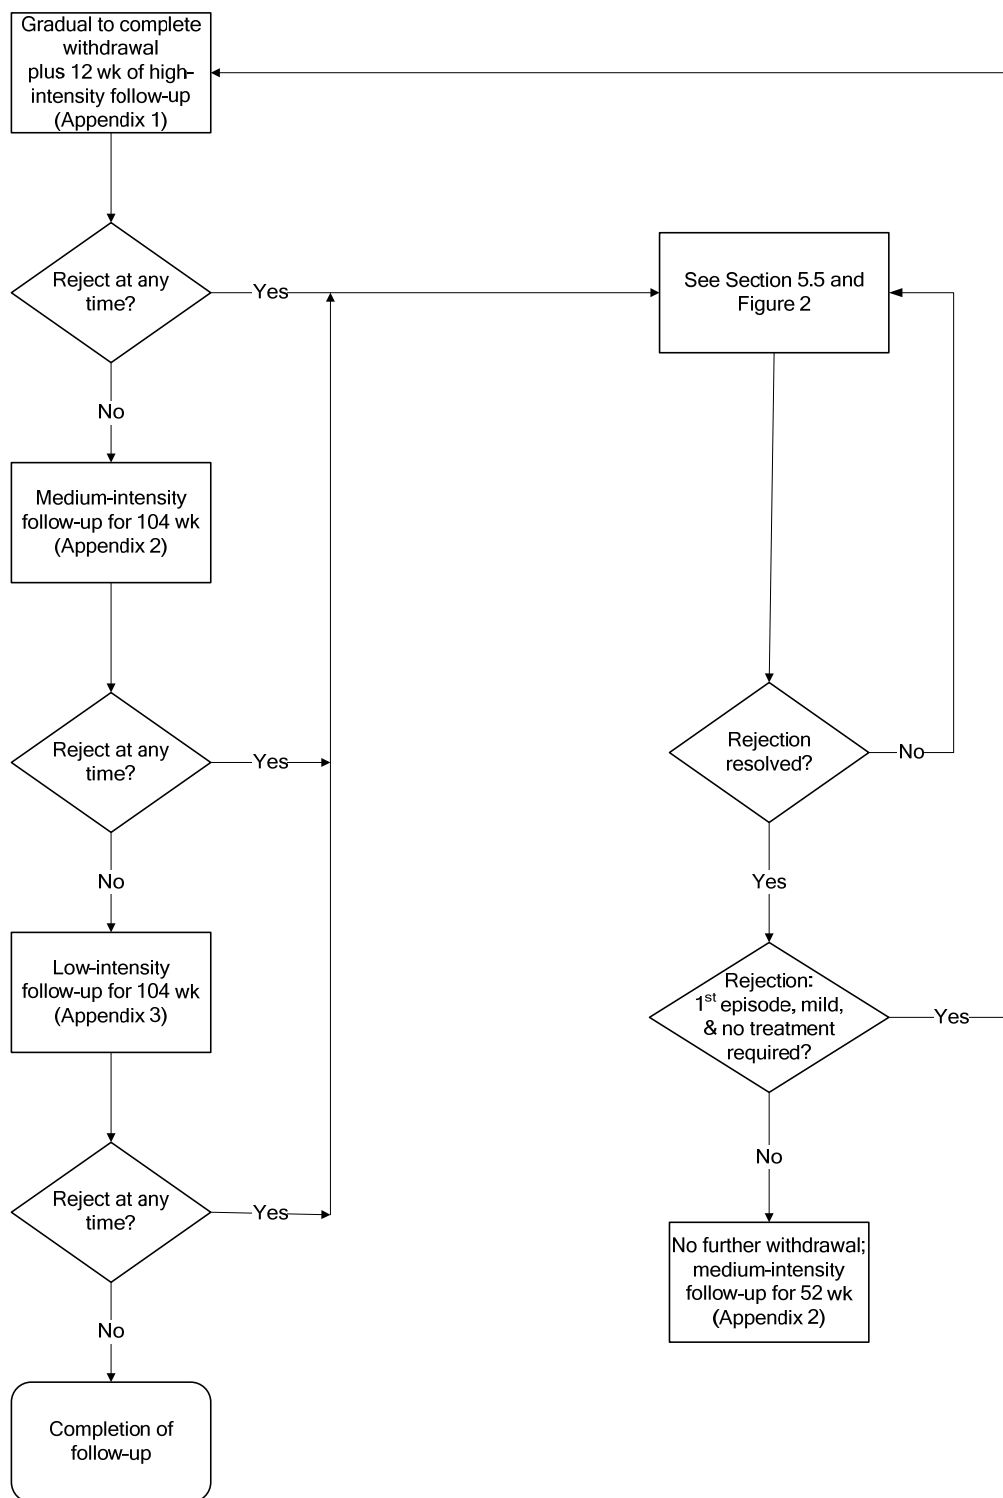 Gradual to complete
withdrawal
plus 12 wk of high-
intensity follow-up
(Appendix 1)
Reject at any
time?
Yes
See Section 5.5 and
Figure 2
No
Medium-intensity
follow-up for 104 wk
(Appendix 2)
Reject at any
time?
Yes
Rejection
resolved?
No
No
Yes
Low-intensity
follow-up for 104 wk
(Appendix 3)
Rejection:
1st episode, mild,
& no treatment
required?
Yes
Reject at any
time?
Yes
No
No further withdrawal;
medium-intensity
follow-up for 52 wk
(Appendix 2)
No
Completion of
follow-up